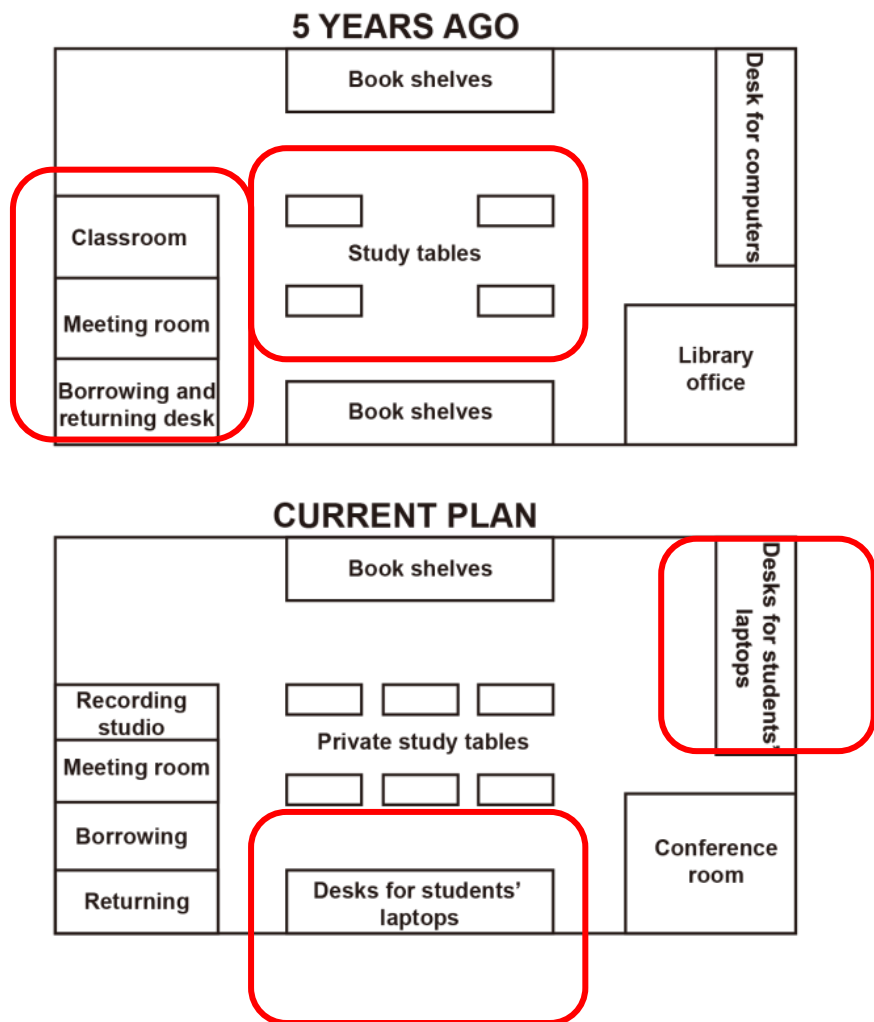 5 YEARS AGO
Book shelves
Desk for computers
Classroom
Study tables
Meeting room
Library
office
Borrowing and
returning desk
Book shelves
CURRENT PLAN
Book shelves
Desks for students'
laptops
Recording
studio
Private study tables
Meeting room
Borrowing
Conference
room
Returning
Desks for students'
laptops